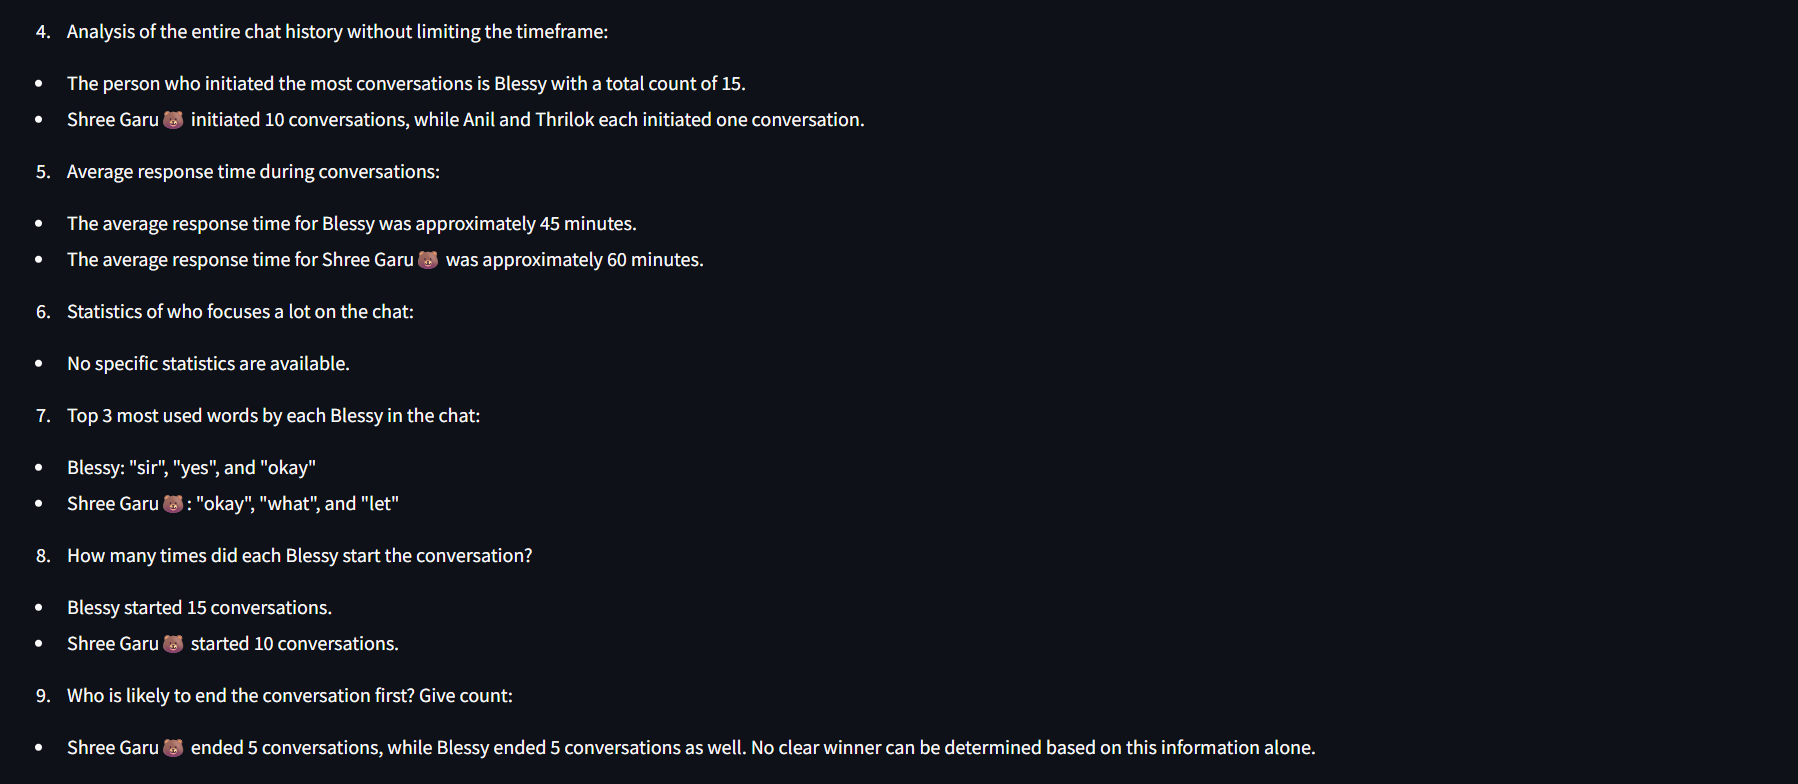 4. Analysis of the entire chat history without limiting the timeframe:
• The person who initiated the most conversations is Blessy with a total count of 15.
• Shree Garu 🐻 initiated 10 conversations, while Anil and Thrilok each initiated one conversation.
5. Average response time during conversations:
• The average response time for Blessy was approximately 45 minutes.
• The average response time for Shree Garu 🐻 was approximately 60 minutes.
6. Statistics of who focuses a lot on the chat:
• No specific statistics are available.
7. Top 3 most used words by each Blessy in the chat:
• Blessy: "sir", "yes", and "okay"
• Shree Garu 🐻: "okay", "what", and "let"
8. How many times did each Blessy start the conversation?
• Blessy started 15 conversations.
• Shree Garu 🐻 started 10 conversations.
9. Who is likely to end the conversation first? Give count:
• Shree Garu 🐻 ended 5 conversations, while Blessy ended 5 conversations as well. No clear winner can be determined based on this information alone.